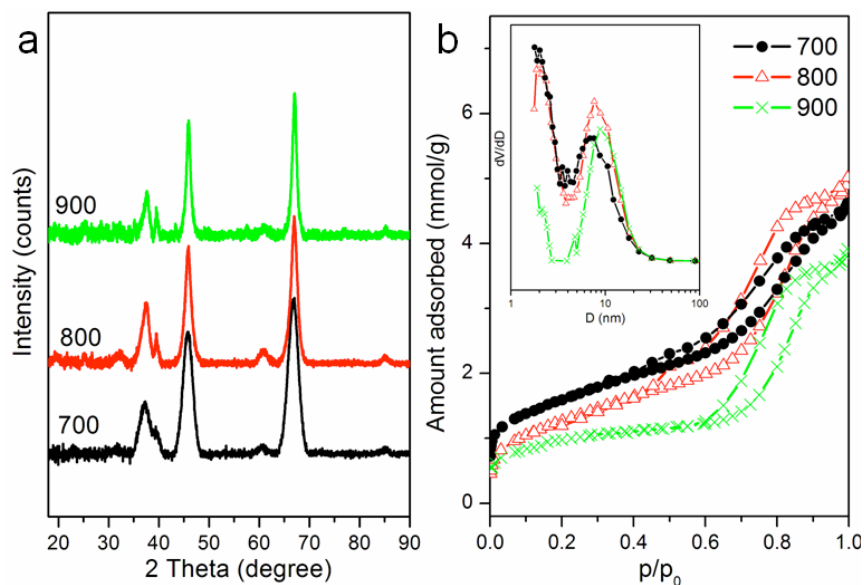 a
900
800
700
Intensity (counts)
20 30 40 50 60 70 80 90
2 Theta (degree)
b
700
800
900
dV/dD
1 10 100
D (nm)
Amount adsorbed (mmol/g)
6
4
2
0
0.0 0.2 0.4 0.6 0.8 1.0
p/p0